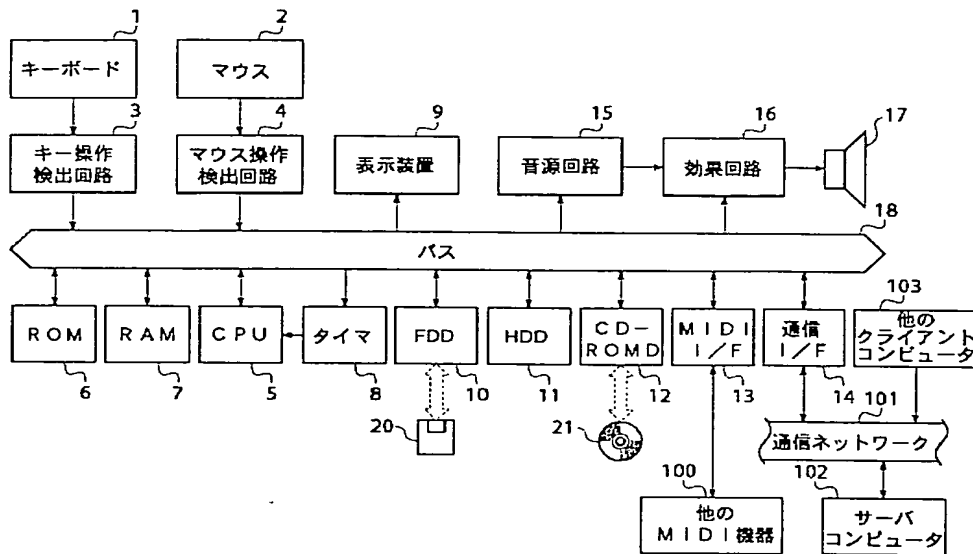 1
2
キーボード
マウス
3
4
9
15
16
17
キー操作
検出回路
マウス操作
検出回路
表示装置
音源回路
効果回路
18
バス
ROM
RAM
CPU
タイマ
FDD
HDD
CD-
ROMD
MIDI
I/F
通信
I/F
103
他の
クライアント
コンピュータ
6
7
5
8
10
11
12
13
14
101
20
21
通信ネットワーク
100
102
他の
MIDI機器
サーバ
コンピュータ